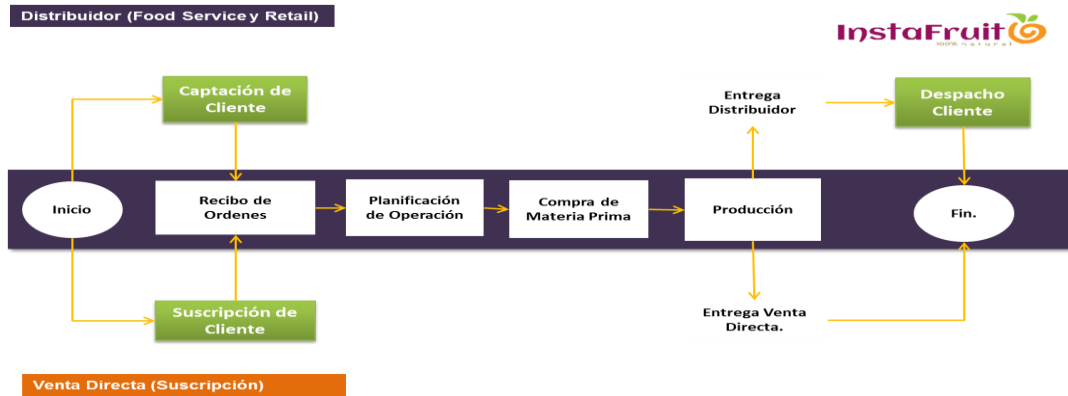 Distribuidor (Food Service y Retail)
InstaFruit
100% natural
Captación de
Cliente
Entrega
Distribuidor
Despacho
Cliente
Inicio
Recibo de
Ordenes
Planificación
de Operación
Compra de
Materia Prima
Producción
Fin.
Suscripción de
Cliente
Entrega Venta
Directa.
Venta Directa (Suscripción)